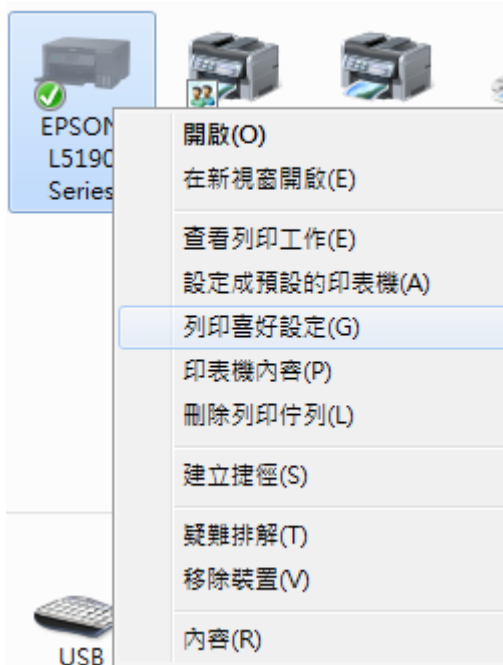 EPSON
L5190
Series
開啟(O)
在新視窗開啟(E)
查看列印工作(E)
設定成預設的印表機(A)
列印喜好設定(G)
印表機內容(P)
刪除列印佇列(L)
建立捷徑(S)
疑難排解(T)
移除裝置(V)
內容(R)
USB